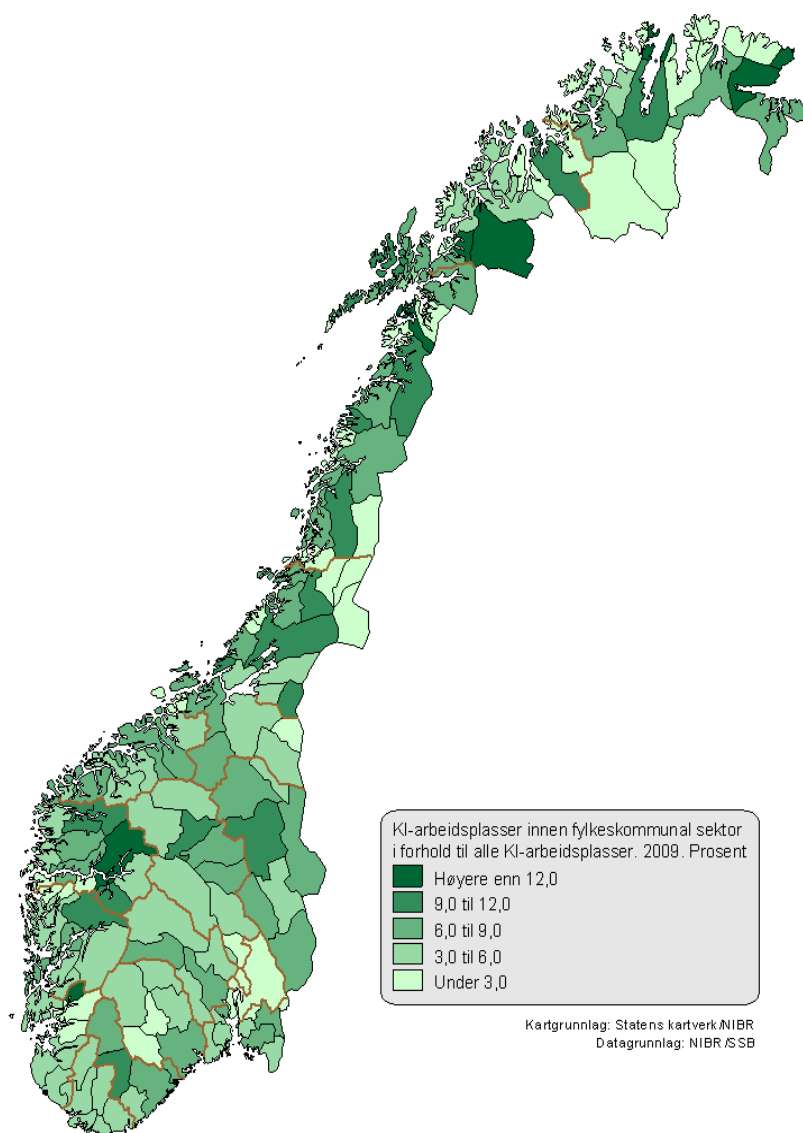 KI-arbeidsplasser innen fylkeskommunal sektor
i forhold til alle KI-arbeidsplasser. 2009. Prosent
Høyere enn 12,0
9,0 til 12,0
6,0 til 9,0
3,0 til 6,0
Under 3,0
Kartgrunnlag: Statens kartverk/NIBR
Datagrunnlag: NIBR/SSB